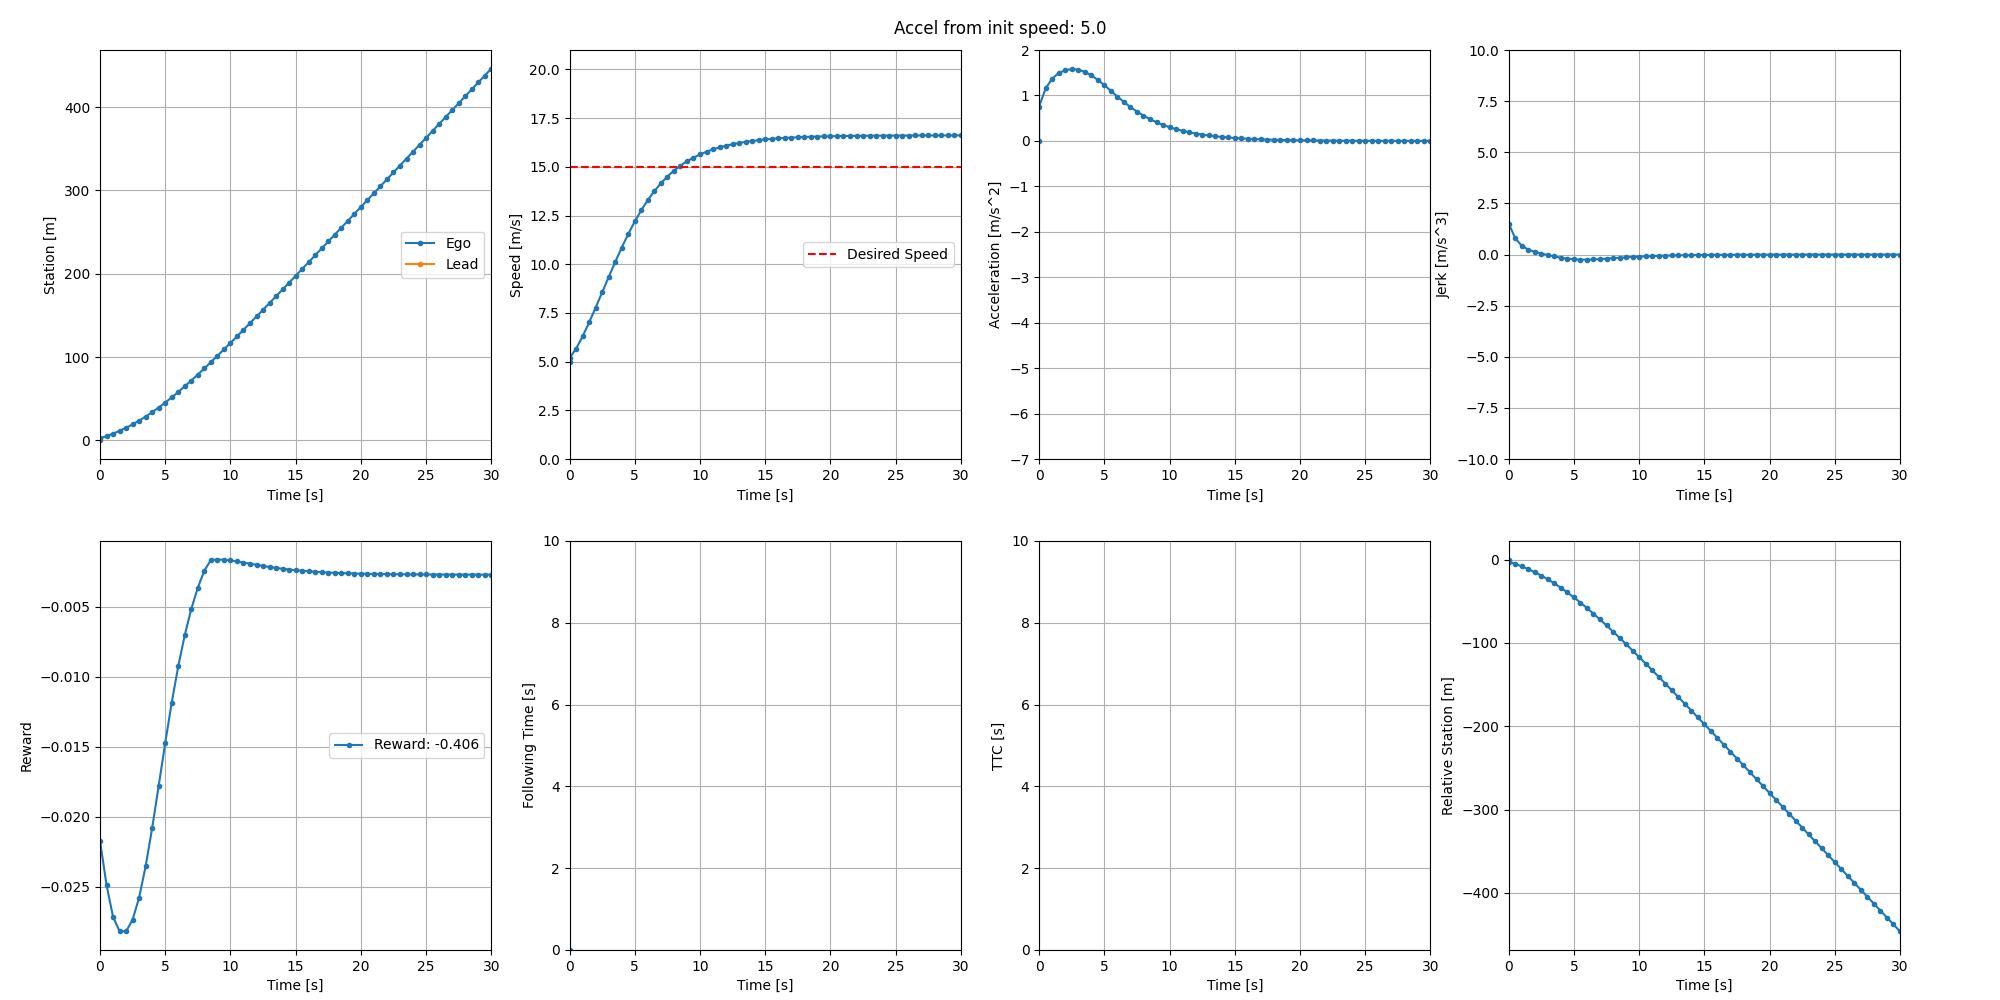 Accel from init speed: 5.0
400
300
200
100
0
Station [m]
0 5 10 15 20 25 30
Time [s]
Ego
Lead
20.0
17.5
15.0
12.5
10.0
7.5
5.0
2.5
0.0
Speed [m/s]
0 5 10 15 20 25 30
Time [s]
Desired Speed
2
1
0
−1
−2
−3
−4
−5
−6
−7
Acceleration [m/s^2]
0 5 10 15 20 25 30
Time [s]
10.0
7.5
5.0
2.5
0.0
−2.5
−5.0
−7.5
−10.0
Jerk [m/s^3]
0 5 10 15 20 25 30
Time [s]
−0.005
−0.010
−0.015
−0.020
−0.025
Reward
0 5 10 15 20 25 30
Time [s]
Reward: -0.406
10
8
6
4
2
0
Following Time [s]
0 5 10 15 20 25 30
Time [s]
10
8
6
4
2
0
TTC [s]
0 5 10 15 20 25 30
Time [s]
0
−100
−200
−300
−400
Relative Station [m]
0 5 10 15 20 25 30
Time [s]